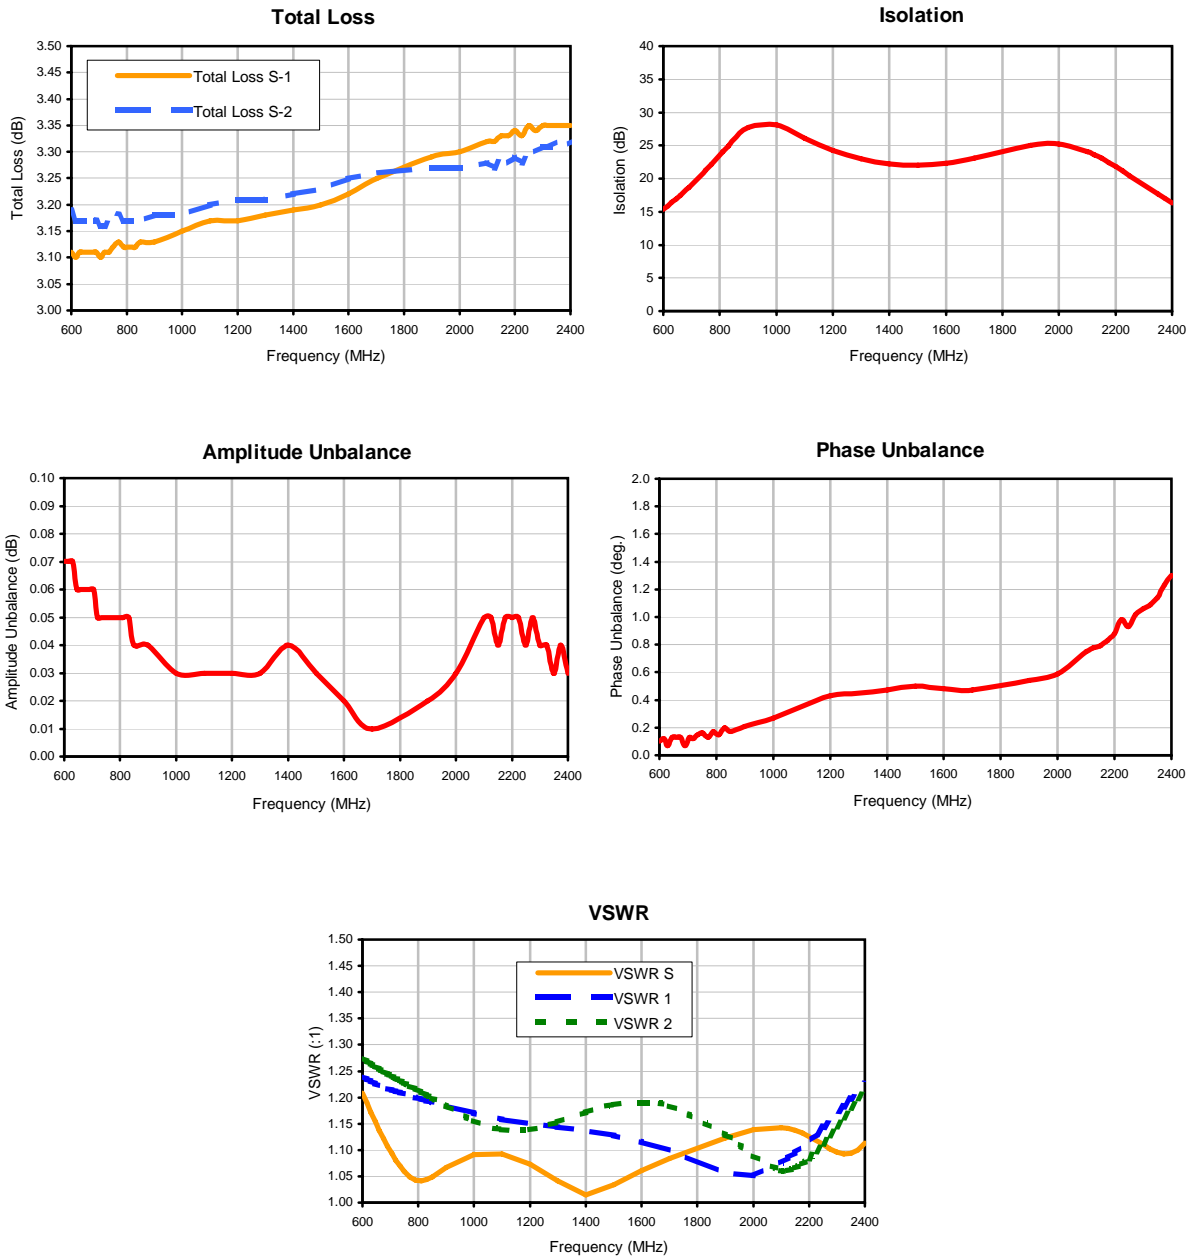 Total Loss
3.50
3.45
3.40
3.35
3.30
3.25
3.20
3.15
3.10
3.05
3.00
Total Loss (dB)
Total Loss S-1
Total Loss S-2
600 800 1000 1200 1400 1600 1800 2000 2200 2400
Frequency (MHz)
Isolation
40
35
30
25
20
15
10
5
0
Isolation (dB)
600 800 1000 1200 1400 1600 1800 2000 2200 2400
Frequency (MHz)
Amplitude Unbalance
0.10
0.09
0.08
0.07
0.06
0.05
0.04
0.03
0.02
0.01
0.00
Amplitude Unbalance (dB)
600 800 1000 1200 1400 1600 1800 2000 2200 2400
Frequency (MHz)
Phase Unbalance
2.0
1.8
1.6
1.4
1.2
1.0
0.8
0.6
0.4
0.2
0.0
Phase Unbalance (deg.)
600 800 1000 1200 1400 1600 1800 2000 2200 2400
Frequency (MHz)
VSWR
1.50
1.45
1.40
1.35
1.30
1.25
1.20
1.15
1.10
1.05
1.00
VSWR (:1)
VSWR S
VSWR 1
VSWR 2
600 800 1000 1200 1400 1600 1800 2000 2200 2400
Frequency (MHz)